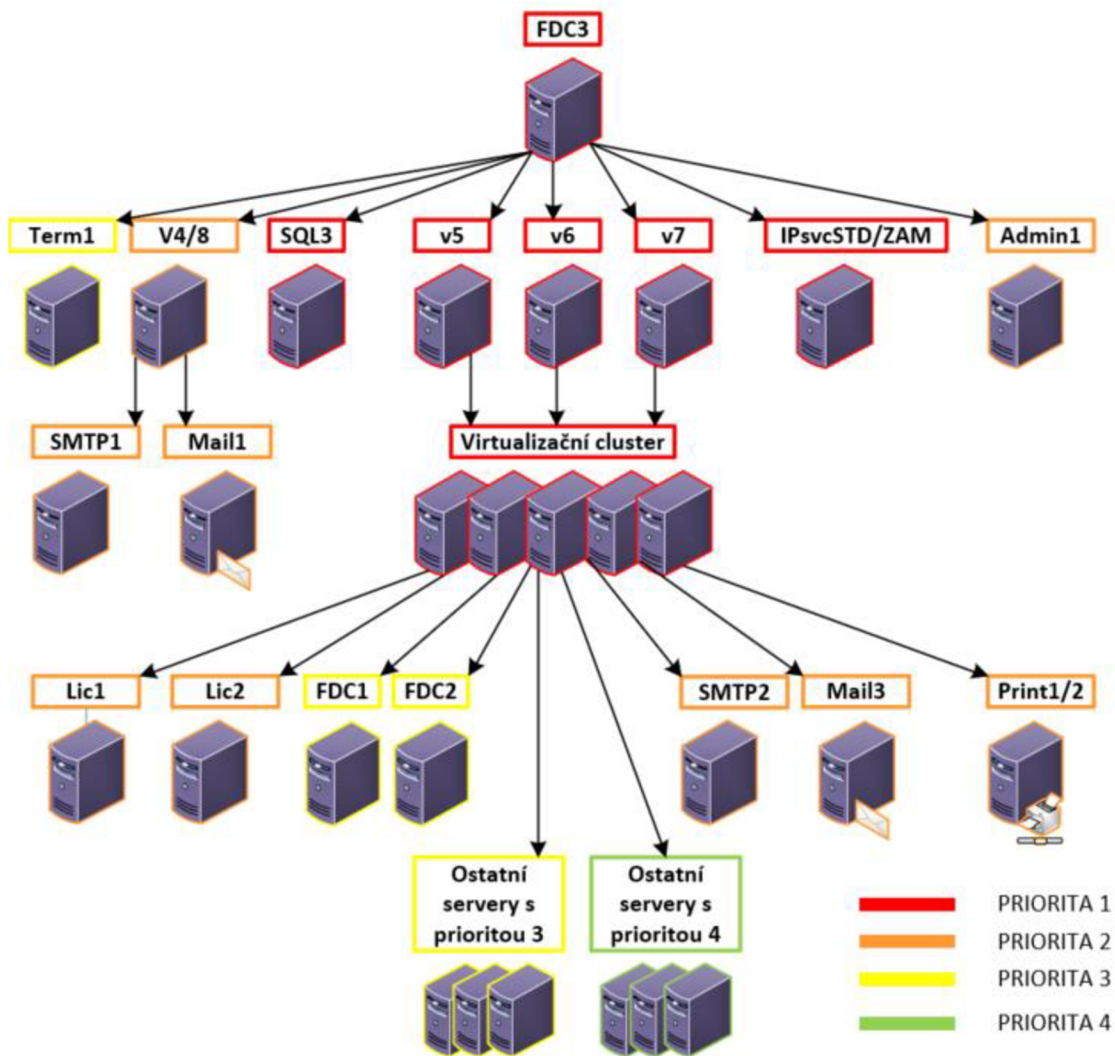 FDC3
Term1
V4/8
SQL3
v5
v6
v7
IPsvcSTD/ZAM
Admin1
SMTP1
Mail1
Virtualizační cluster
Lic1
Lic2
FDC1
FDC2
SMTP2
Mail3
Print1/2
Ostatní
servery s
prioritou 3
Ostatní
servery s
prioritou 4
PRIORITA 1
PRIORITA 2
PRIORITA 3
PRIORITA 4